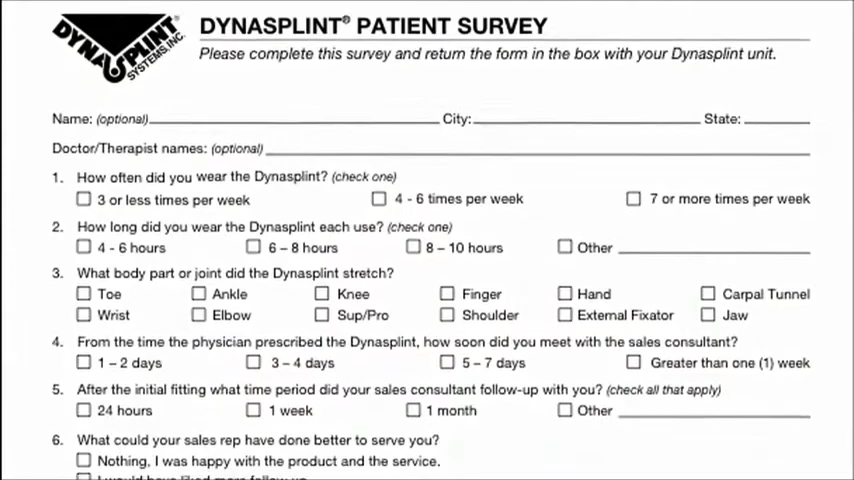 DYNASPLINT
SYSTEMS, INC.
DYNASPLINT® PATIENT SURVEY
Please complete this survey and return the form in the box with your Dynasplint unit.
Name: (optional) City: State:
Doctor/Therapist names: (optional)
1. How often did you wear the Dynasplint? (check one)
3 or less times per week 4 - 6 times per week 7 or more times per week
2. How long did you wear the Dynasplint each use? (check one)
4 - 6 hours 6 – 8 hours 8 – 10 hours Other
3. What body part or joint did the Dynasplint stretch?
Toe Ankle Knee Finger Hand Carpal Tunnel
Wrist Elbow Sup/Pro Shoulder External Fixator Jaw
4. From the time the physician prescribed the Dynasplint, how soon did you meet with the sales consultant?
1 – 2 days 3 – 4 days 5 – 7 days Greater than one (1) week
5. After the initial fitting what time period did your sales consultant follow-up with you? (check all that apply)
24 hours 1 week 1 month Other
6. What could your sales rep have done better to serve you?
Nothing, I was happy with the product and the service.
I would have liked more follow up